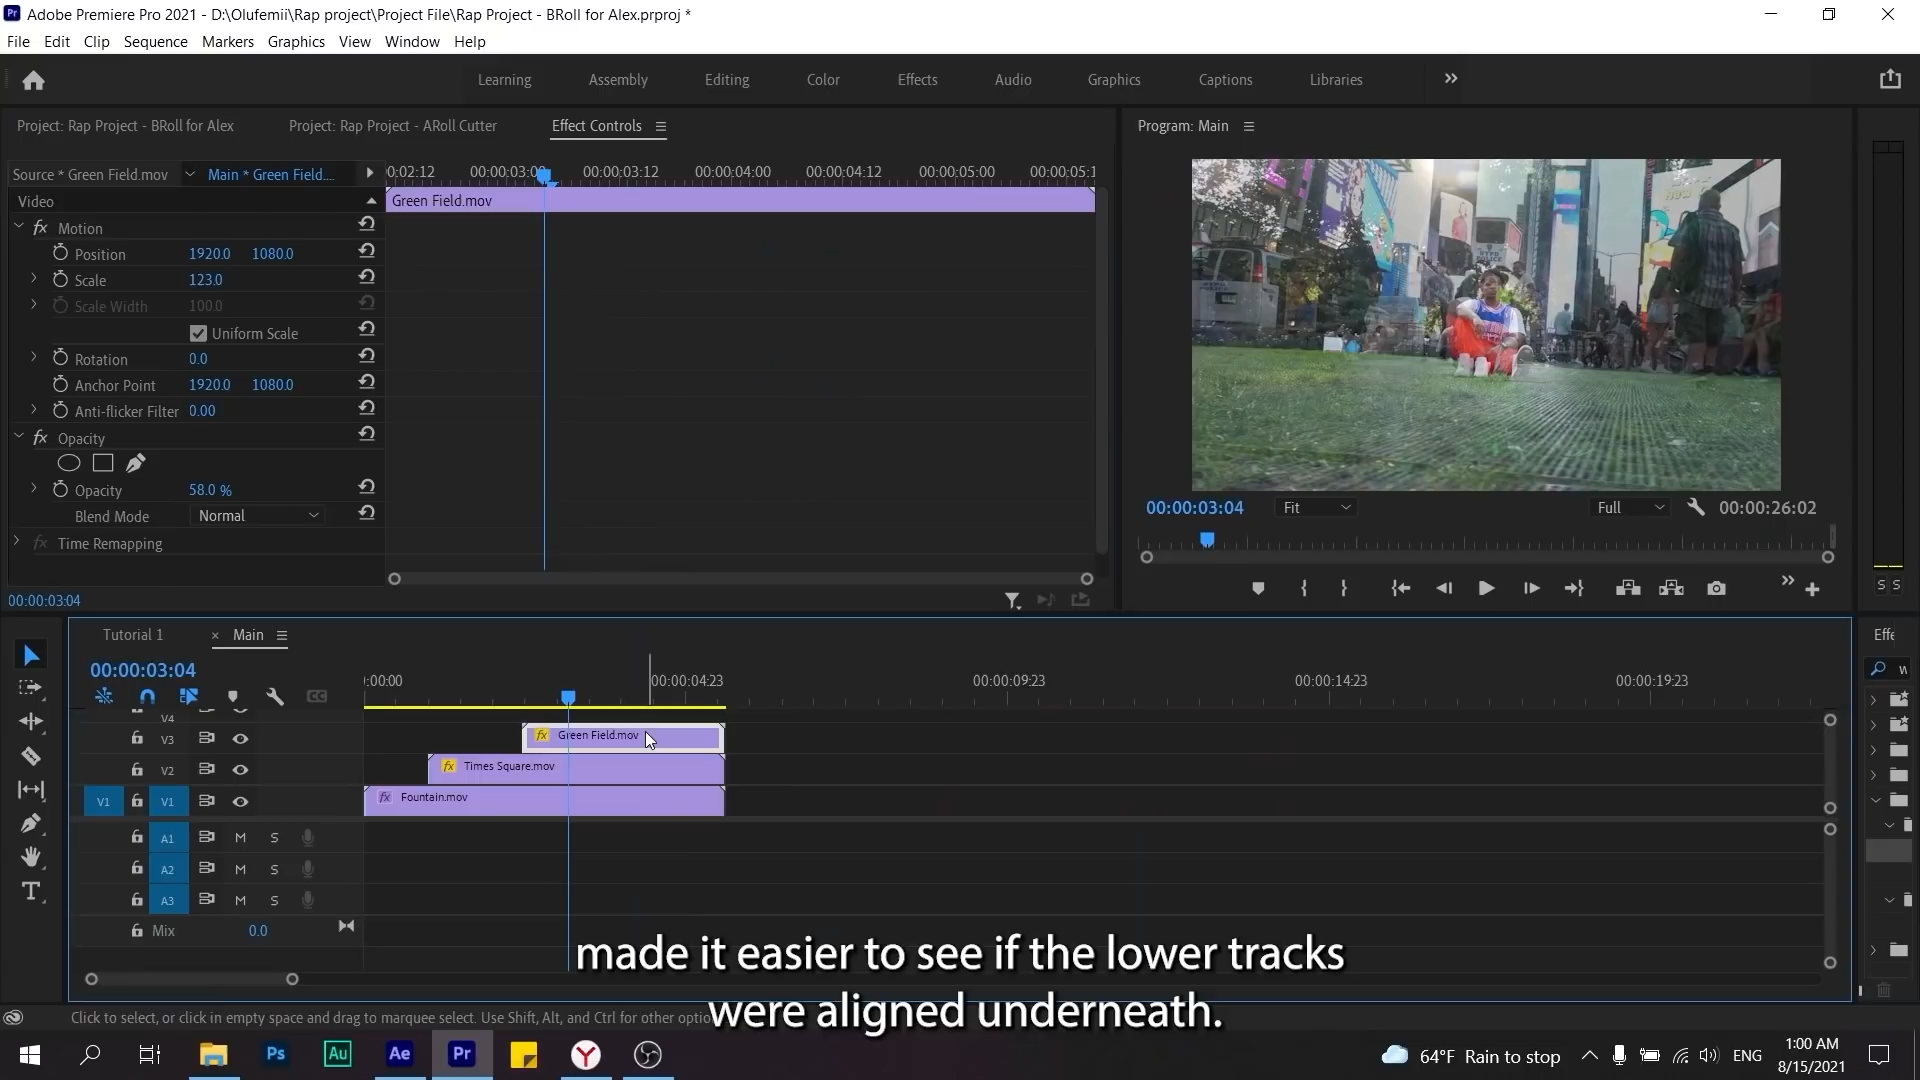 Adobe Premiere Pro 2021 - D:\Olufemii\Rap project\Project File\Rap Project - BRoll for Alex.prproj *
File Edit Clip Sequence Markers Graphics View Window Help
Learning Assembly Editing Color Effects Audio Graphics Captions Libraries
Project: Rap Project - BRoll for Alex Project: Rap Project - ARoll Cutter Effect Controls
Program: Main
Source * Green Field.mov Main * Green Field....
00:00:03:12 00:00:04:00 00:00:04:12 00:00:05:00
Video
Green Field.mov
fx Motion
Position 1920.0 1080.0
Scale 123.0
Scale Width 100.0
Uniform Scale
Rotation 0.0
Anchor Point 1920.0 1080.0
Anti-flicker Filter 0.00
fx Opacity
Opacity 58.0 %
Blend Mode Normal
fx Time Remapping
00:00:03:04
00:00:03:04 Fit Full 00:00:26:02
S S
Tutorial 1 × Main
00:00:03:04
:00:00 00:00:04:23 00:00:09:23 00:00:14:23 00:00:19:23
V4
V3 fx Green Field.mov
V2 fx Times Square.mov
V1 V1 fx Fountain.mov
A1 M S
A2 M S
A3 M S
Mix 0.0
made it easier to see if the lower tracks
were aligned underneath.
Click to select, or click in empty space and drag to marquee select. Use Shift, Alt, and Ctrl for other
Ps Au Ae Pr
64°F Rain to stop ENG
1:00 AM
8/15/2021